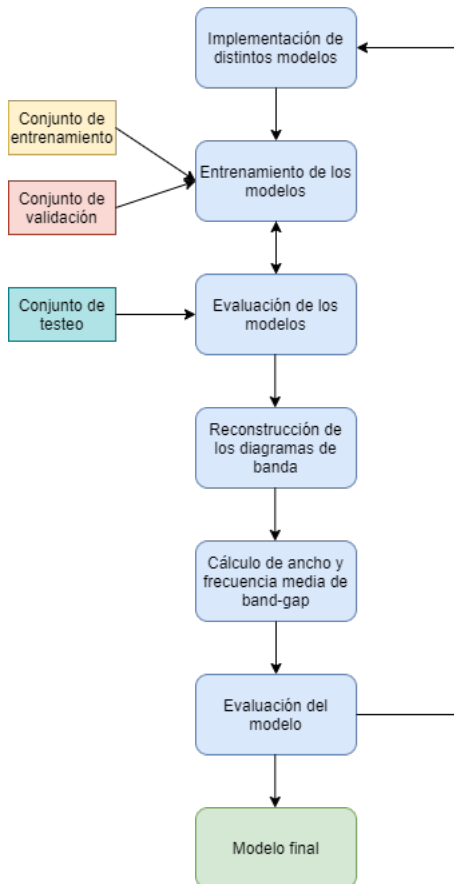 Implementación de
distintos modelos
Conjunto de
entrenamiento
Entrenamiento de los
modelos
Conjunto de
validación
Conjunto de
testeo
Evaluación de los
modelos
Reconstrucción de
los diagramas de
banda
Cálculo de ancho y
frecuencia media de
band-gap
Evaluación del
modelo
Modelo final